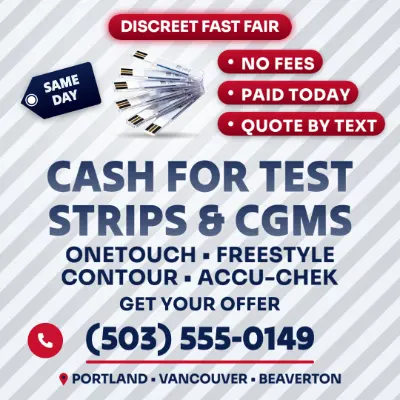 DISCREET FAST FAIR
SAME
DAY
• NO FEES
• PAID TODAY
• QUOTE BY TEXT
CASH FOR TEST
STRIPS & CGMS
ONETOUCH ▪ FREESTYLE
CONTOUR ▪ ACCU-CHEK
GET YOUR OFFER
(503) 555-0149
PORTLAND ▪ VANCOUVER ▪ BEAVERTON